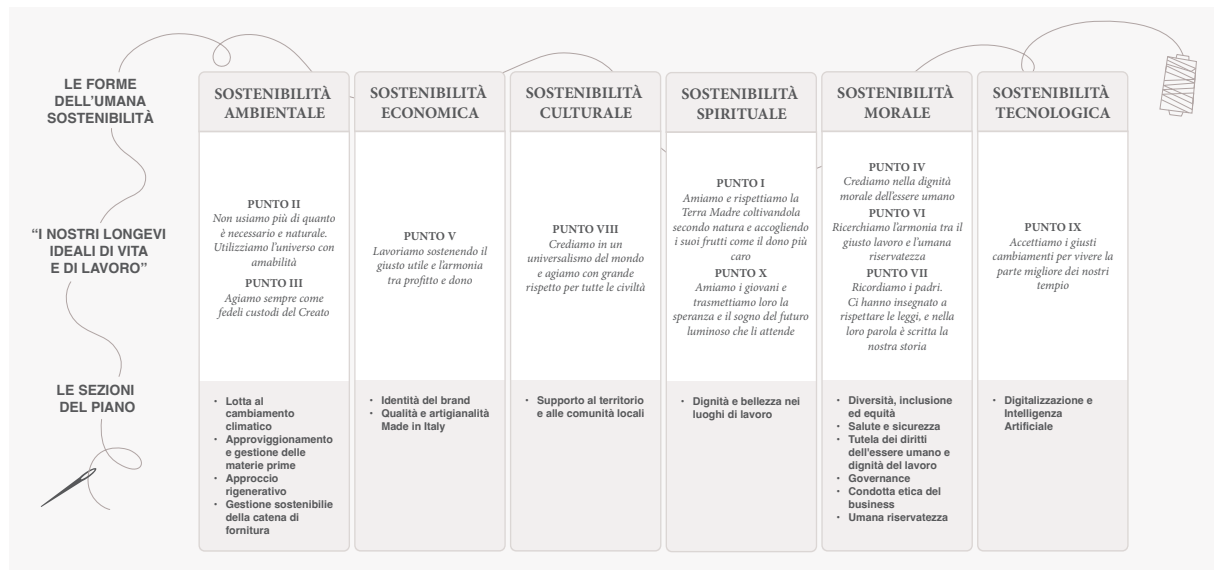 LE FORME
DELL'UMANA
SOSTENIBILITÀ
SOSTENIBILITÀ
AMBIENTALE
SOSTENIBILITÀ
ECONOMICA
SOSTENIBILITÀ
CULTURALE
SOSTENIBILITÀ
SPIRITUALE
SOSTENIBILITÀ
MORALE
SOSTENIBILITÀ
TECNOLOGICA
“I NOSTRI LONGEVI
IDEALI DI VITA
E DI LAVORO”
PUNTO II
Non usiamo più di quanto
è necessario e naturale.
Utilizziamo l'universo con
amabilità
PUNTO III
Agiamo sempre come
fedeli custodi del Creato
PUNTO V
Lavoriamo sostenendo il
giusto utile e l'armonia
tra profitto e dono
PUNTO VIII
Crediamo in un
universalismo del mondo
e agiamo con grande
rispetto per tutte le civiltà
PUNTO I
Amiamo e rispettiamo la
Terra Madre coltivandola
secondo natura e accogliendo
i suoi frutti come il dono più
caro
PUNTO X
Amiamo i giovani e
trasmettiamo loro la
speranza e il sogno del futuro
luminoso che li attende
PUNTO IV
Crediamo nella dignità
morale dell'essere umano
PUNTO VI
Ricerchiamo l'armonia tra il
giusto lavoro e l'umana
riservatezza
PUNTO VII
Ricordiamo i padri.
Ci hanno insegnato a
rispettare le leggi, e nella
loro parola è scritta la
nostra storia
PUNTO IX
Accettiamo i giusti
cambiamenti per vivere la
parte migliore dei nostri
tempio
LE SEZIONI
DEL PIANO
• Lotta al
cambiamento
climatico
• Approviggionamento
e gestione delle
materie prime
• Approccio
rigenerativo
• Gestione sostenibilie
della catena di
fornitura
• Identità del brand
• Qualità e artigianalità
Made in Italy
• Supporto al territorio
e alle comunità locali
• Dignità e bellezza nei
luoghi di lavoro
• Diversità, inclusione
ed equità
• Salute e sicurezza
• Tutela dei diritti
dell'essere umano e
dignità del lavoro
• Governance
• Condotta etica del
business
• Umana riservatezza
• Digitalizzazione e
Intelligenza
Artificiale